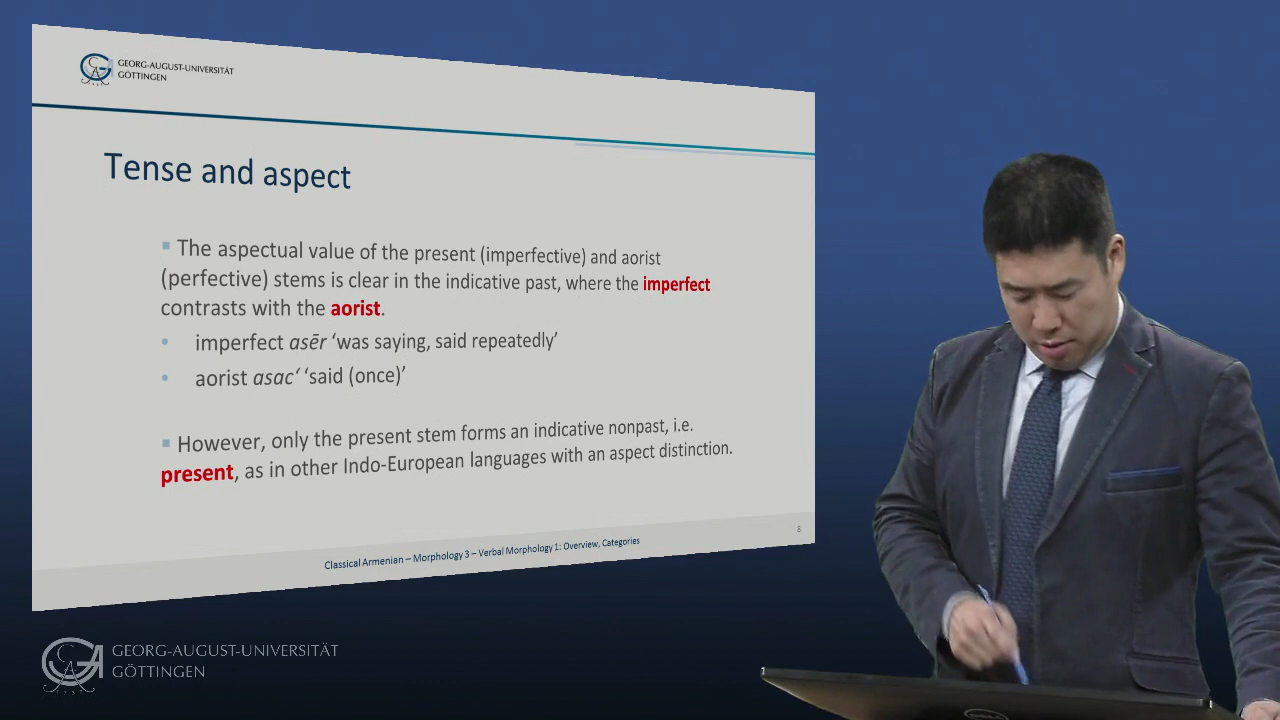 GEORG-AUGUST-UNIVERSITÄT
GÖTTINGEN
Tense and aspect
▪ The aspectual value of the present (imperfective) and aorist
(perfective) stems is clear in the indicative past, where the imperfect
contrasts with the aorist.
• imperfect asēr ‘was saying, said repeatedly’
• aorist asac‘ ‘said (once)’
▪ However, only the present stem forms an indicative nonpast, i.e.
present, as in other Indo-European languages with an aspect distinction.
8
Classical Armenian – Morphology 3 – Verbal Morphology 1: Overview, Categories
GEORG-AUGUST-UNIVERSITÄT
GÖTTINGEN
DELL